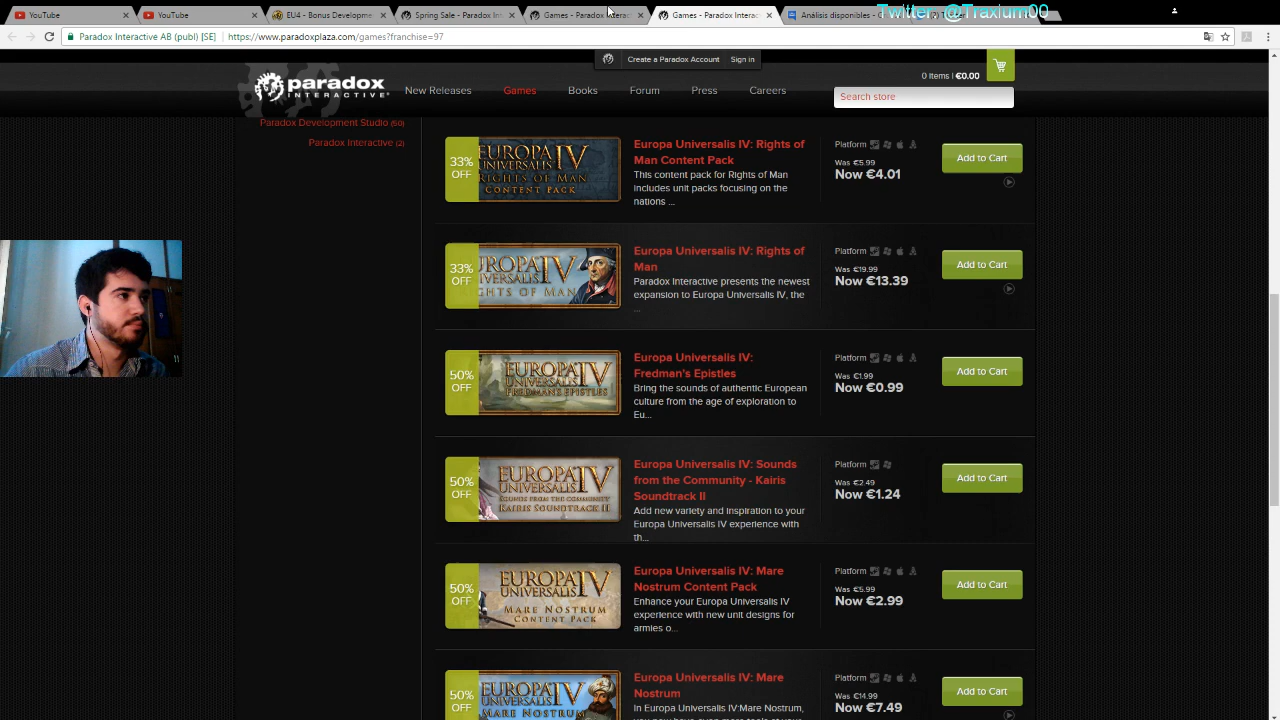 YouTube
YouTube
EU4 - Bonus Developme
Spring Sale - Paradox Int
Games - Paradox Interac
Games - Paradox Interac
Análisis disponibles - C
Twitter: @Traxium00
Paradox Interactive AB (publ) [SE]
https://www.paradoxplaza.com/games?franchise=97
Create a Paradox Account
Sign in
0 Items | €0.00
paradox
INTERACTIVE
New Releases
Games
Books
Forum
Press
Careers
Search store
Paradox Development Studio (50)
Paradox Interactive (2)
33%
OFF
EUROPA
UNIVERSALIS IV
RIGHTS OF MAN
CONTENT PACK
Europa Universalis IV: Rights of
Man Content Pack
This content pack for Rights of Man
includes unit packs focusing on the
nations ...
Platform
Was €5.99
Now €4.01
Add to Cart
33%
OFF
UROPA
UNIVERSALIS IV
GHTS OF MAN
Europa Universalis IV: Rights of
Man
Paradox Interactive presents the newest
expansion to Europa Universalis IV, the
...
Platform
Was €19.99
Now €13.39
Add to Cart
50%
OFF
EUROPA
UNIVERSALIS IV
FREDMAN'S EPISTLES
Europa Universalis IV:
Fredman's Epistles
Bring the sounds of authentic European
culture from the age of exploration to
Eu...
Platform
Was €1.99
Now €0.99
Add to Cart
50%
OFF
EUROPA
UNIVERSALIS IV
SOUNDS FROM THE COMMUNITY
KAIRIS SOUNDTRACK II
Europa Universalis IV: Sounds
from the Community - Kairis
Soundtrack II
Add new variety and inspiration to your
Europa Universalis IV experience with
th...
Platform
Was €2.49
Now €1.24
Add to Cart
50%
OFF
EUROPA
UNIVERSALIS IV
MARE NOSTRUM
CONTENT PACK
Europa Universalis IV: Mare
Nostrum Content Pack
Enhance your Europa Universalis IV
experience with new unit designs for
armies o...
Platform
Was €5.99
Now €2.99
Add to Cart
50%
OFF
EUROPA
UNIVERSALIS IV
MARE NOSTRUM
Europa Universalis IV: Mare
Nostrum
In Europa Universalis IV:Mare Nostrum,
Platform
Was €14.99
Now €7.49
Add to Cart